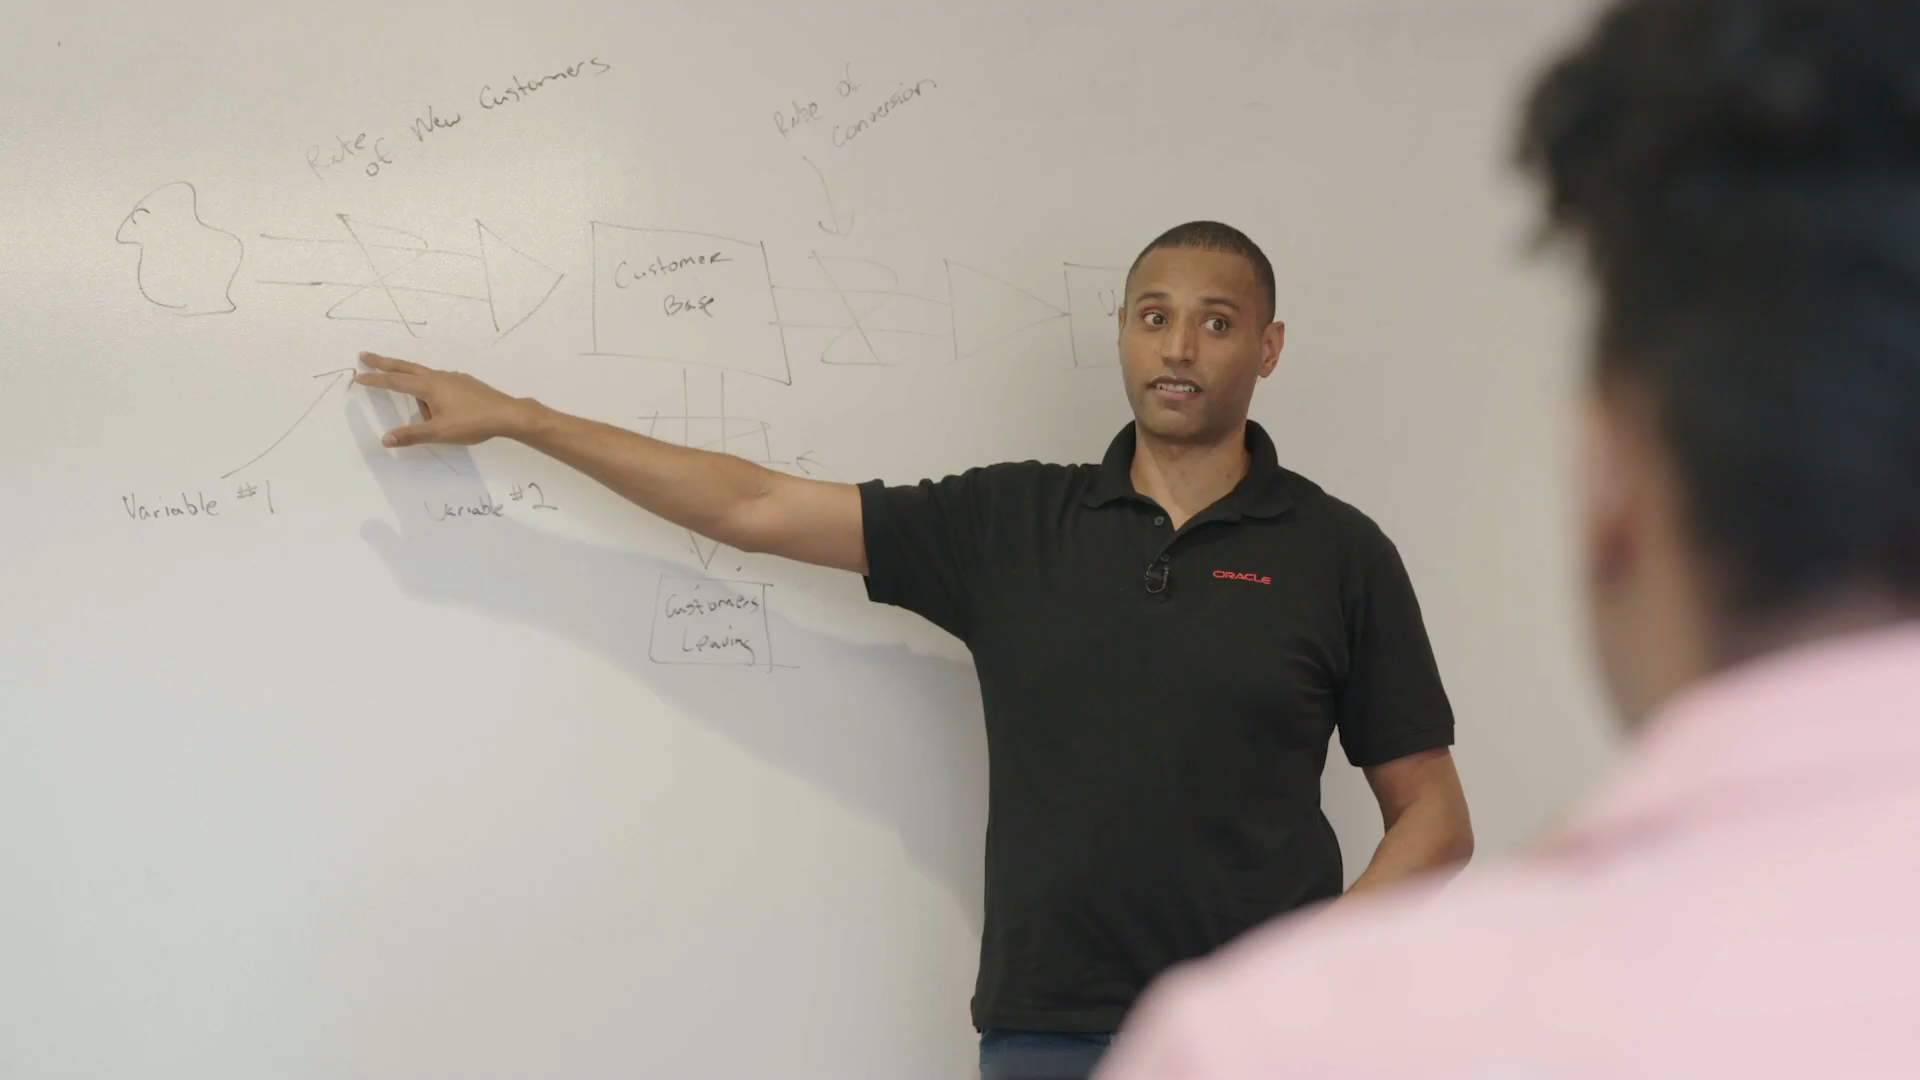 Rate of New Customers
Rate of
Conversion
Customer
Base
Variable #1
Variable #2
Customers
Leaving
ORACLE